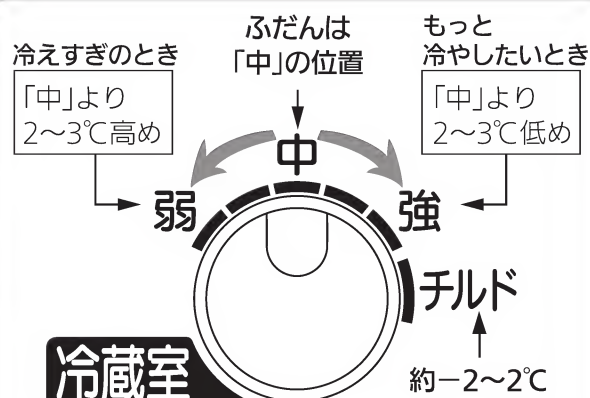 冷えすぎのとき
「中」より
2〜3℃高め
ふだんは
「中」の位置
もっと
冷やしたいとき
「中」より
2〜3℃低め
中
弱
強
チルド
約−2〜2℃
冷蔵室